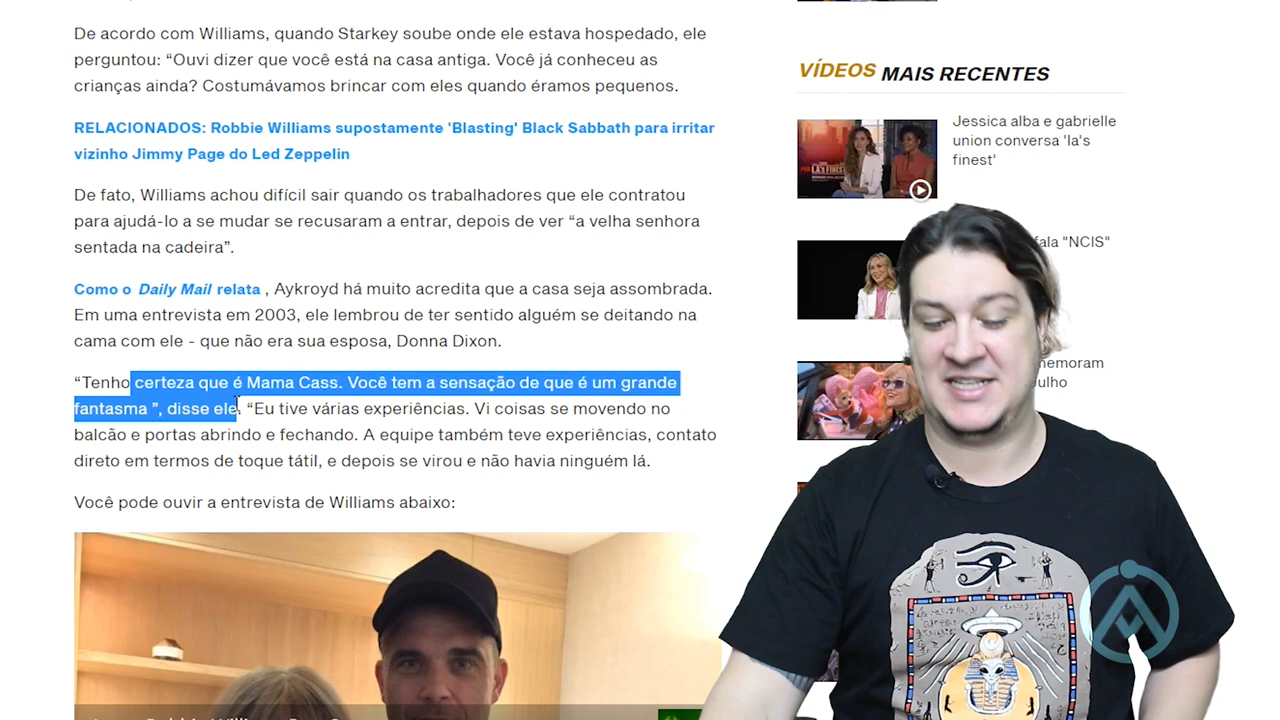 De acordo com Williams, quando Starkey soube onde ele estava hospedado, ele
perguntou: “Ouvi dizer que você está na casa antiga. Você já conheceu as
crianças ainda? Costumávamos brincar com eles quando éramos pequenos.
RELACIONADOS: Robbie Williams supostamente 'Blasting' Black Sabbath para irritar
vizinho Jimmy Page do Led Zeppelin
De fato, Williams achou difícil sair quando os trabalhadores que ele contratou
para ajudá-lo a se mudar se recusaram a entrar, depois de ver “a velha senhora
sentada na cadeira”.
Como o Daily Mail relata , Aykroyd há muito acredita que a casa seja assombrada.
Em uma entrevista em 2003, ele lembrou de ter sentido alguém se deitando na
cama com ele - que não era sua esposa, Donna Dixon.
“Tenho certeza que é Mama Cass. Você tem a sensação de que é um grande
fantasma ”, disse ele. “Eu tive várias experiências. Vi coisas se movendo no
balcão e portas abrindo e fechando. A equipe também teve experiências, contato
direto em termos de toque tátil, e depois se virou e não havia ninguém lá.
Você pode ouvir a entrevista de Williams abaixo:
VÍDEOS MAIS RECENTES
Jessica alba e gabrielle
union conversa 'la's
finest'
fala "NCIS"